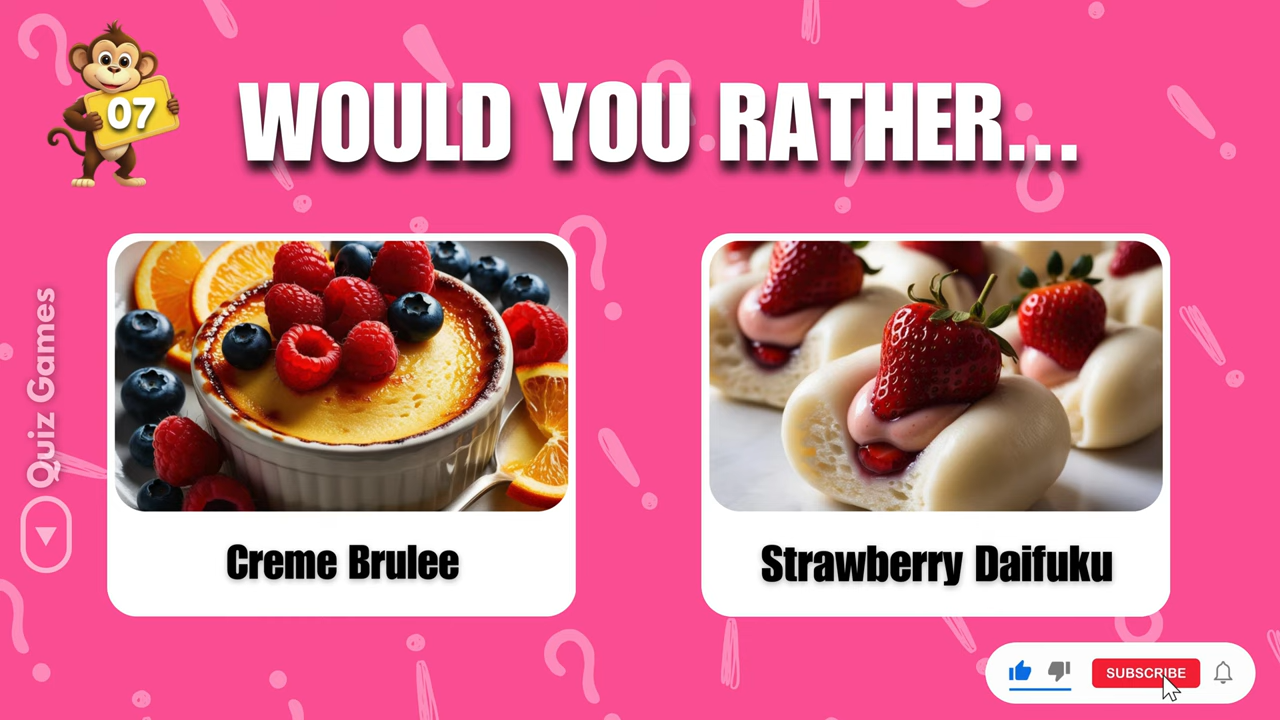 07
WOULD YOU RATHER...
Quiz Games
Creme Brulee
Strawberry Daifuku
SUBSCRIBE